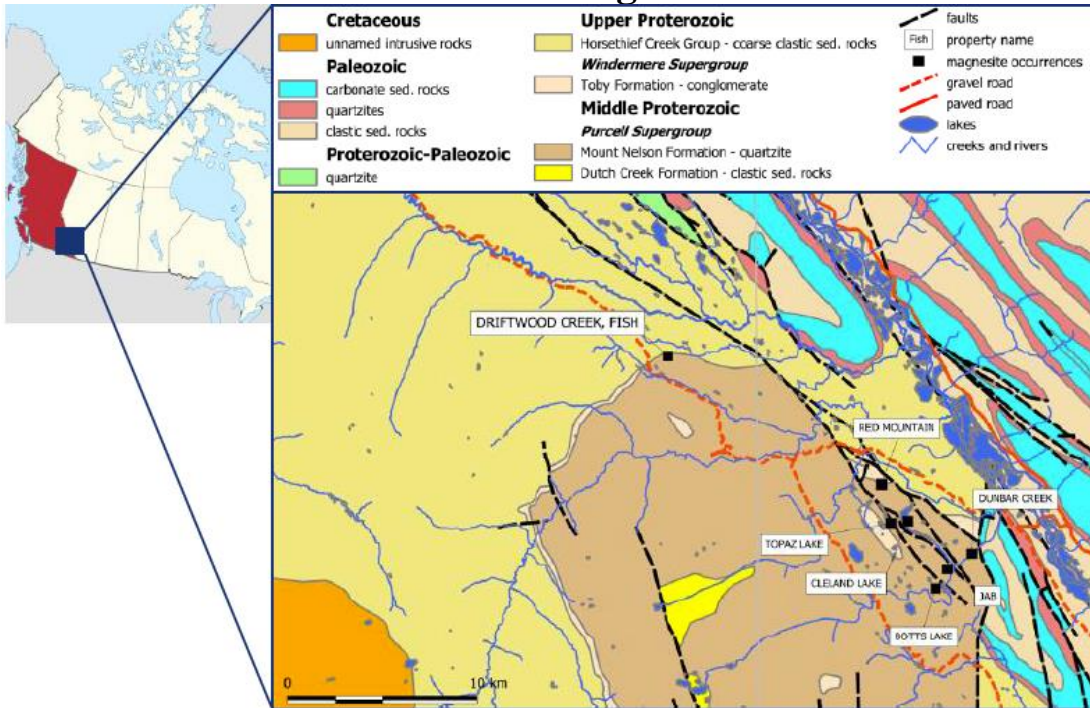 Cretaceous
unnamed intrusive rocks
Paleozoic
carbonate sed. rocks
quartzites
clastic sed. rocks
Proterozoic-Paleozoic
quartzite
Upper Proterozoic
Horsethief Creek Group - coarse clastic sed. rocks
Windermere Supergroup
Toby Formation - conglomerate
Middle Proterozoic
Purcell Supergroup
Mount Nelson Formation - quartzite
Dutch Creek Formation - clastic sed. rocks
faults
Fish property name
magnesite occurrences
gravel road
paved road
lakes
creeks and rivers
DRIFTWOOD CREEK, FISH
RED MOUNTAIN
DUNBAR CREEK
TOPAZ LAKE
CLELAND LAKE
JAB
BOTTS LAKE
0 10 km